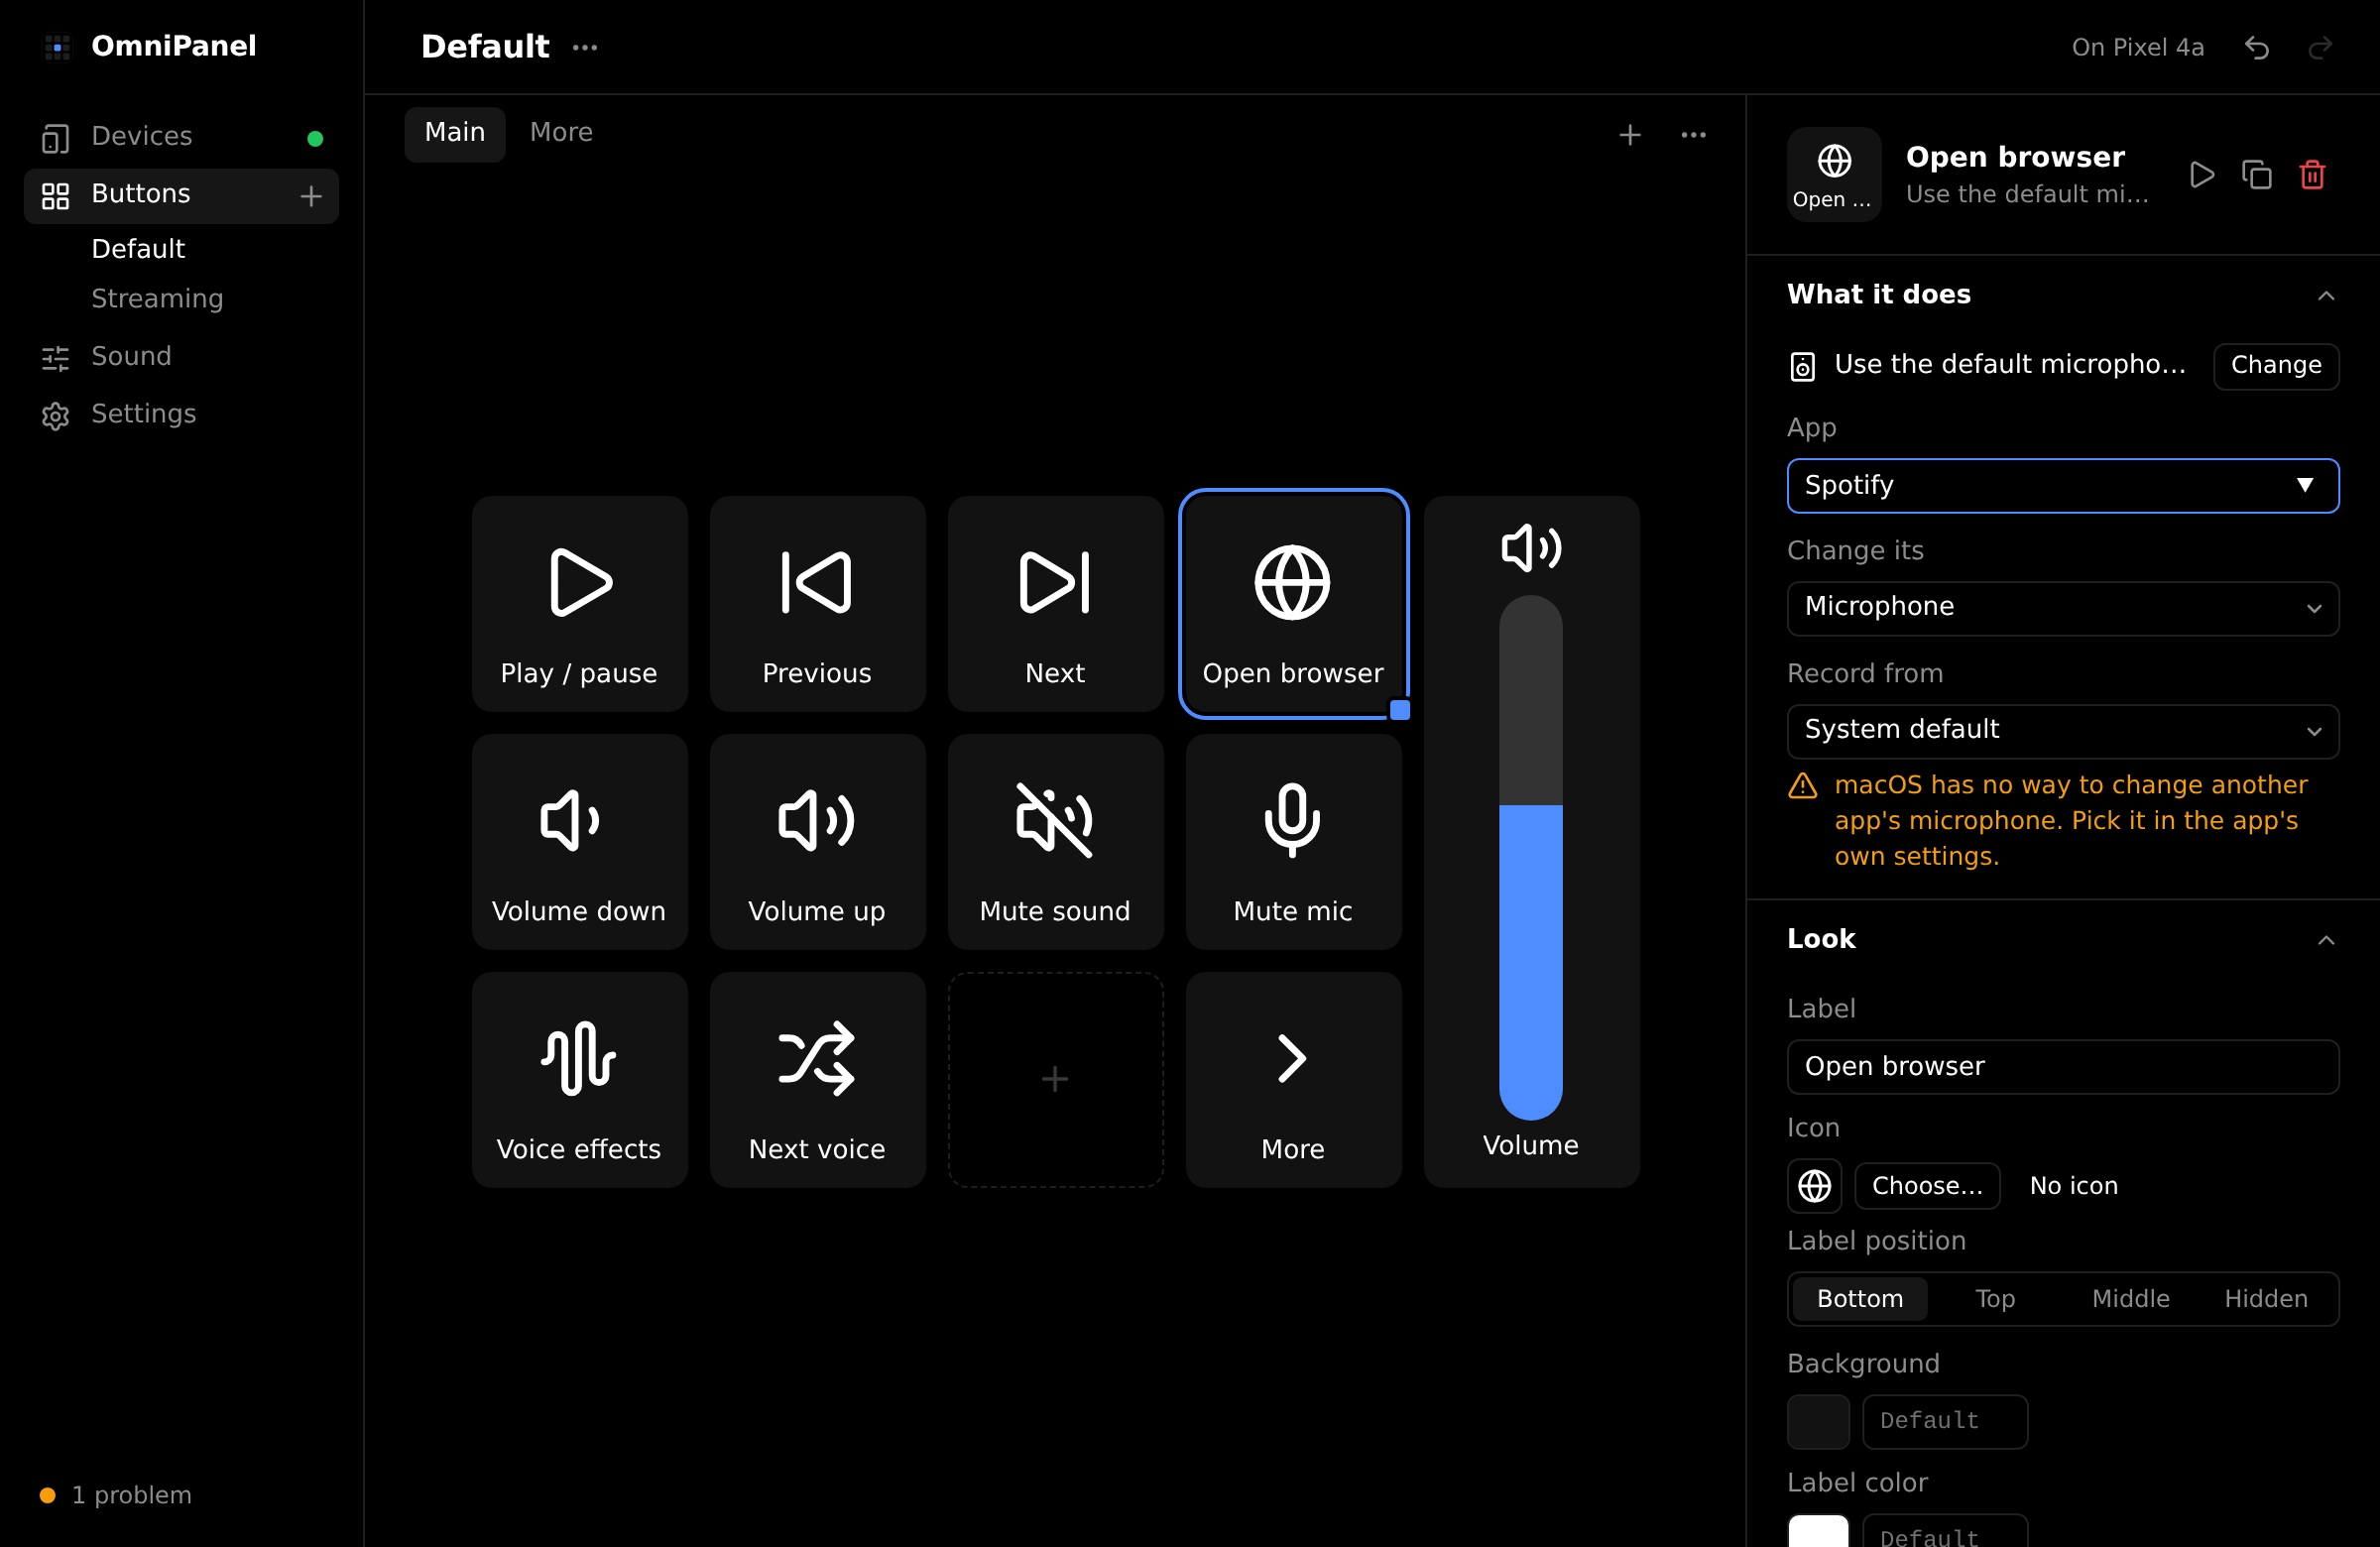 OmniPanel
Devices
Buttons
Default
Streaming
Sound
Settings
1 problem
Default
On Pixel 4a
Main
More
Play / pause
Previous
Next
Open browser
Volume down
Volume up
Mute sound
Mute mic
Voice effects
Next voice
More
Volume
Open ...
Open browser
Use the default mi...
What it does
Use the default micropho...
Change
App
Spotify
Change its
Microphone
Record from
System default
macOS has no way to change another
app's microphone. Pick it in the app's
own settings.
Look
Label
Open browser
Icon
Choose...
No icon
Label position
Bottom
Top
Middle
Hidden
Background
Default
Label color
Default